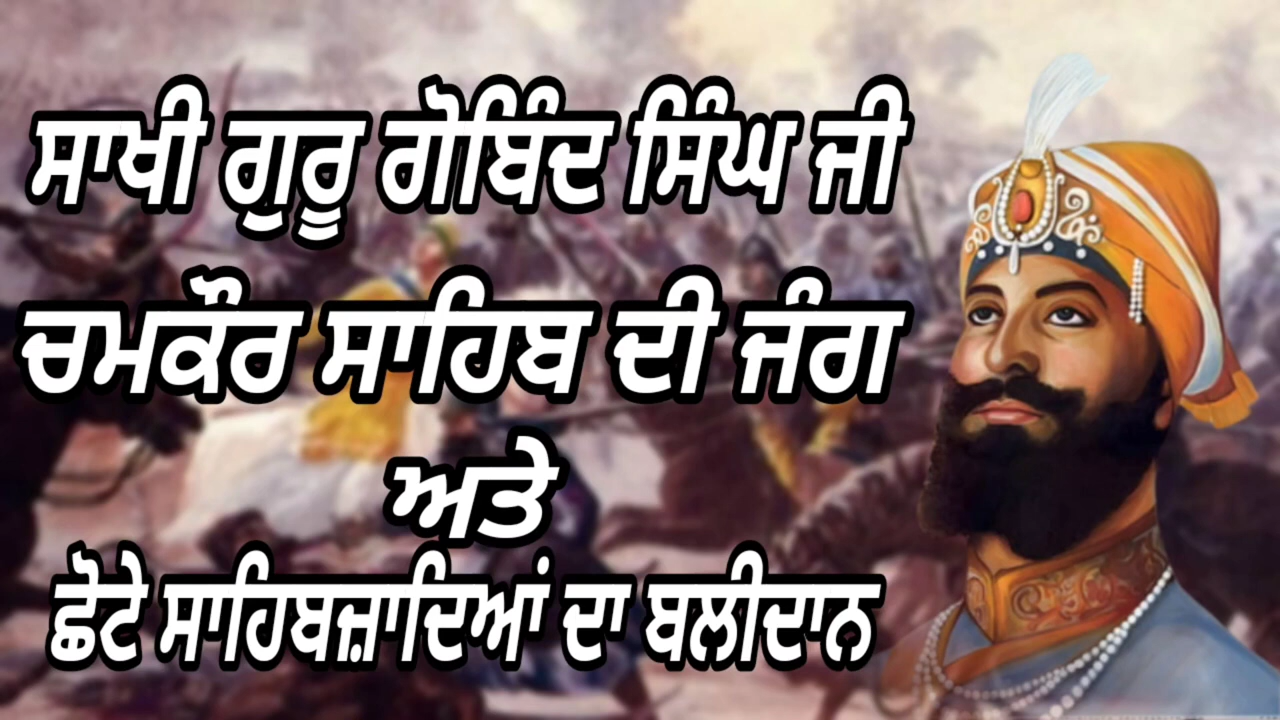 ਸਾਖੀ ਗੁਰੂ ਗੋਬਿੰਦ ਸਿੰਘ ਜੀ
ਚਮਕੌਰ ਸਾਹਿਬ ਦੀ ਜੰਗ
ਅਤੇ
ਛੋਟੇ ਸਾਹਿਬਜ਼ਾਦਿਆਂ ਦਾ ਬਲੀਦਾਨ